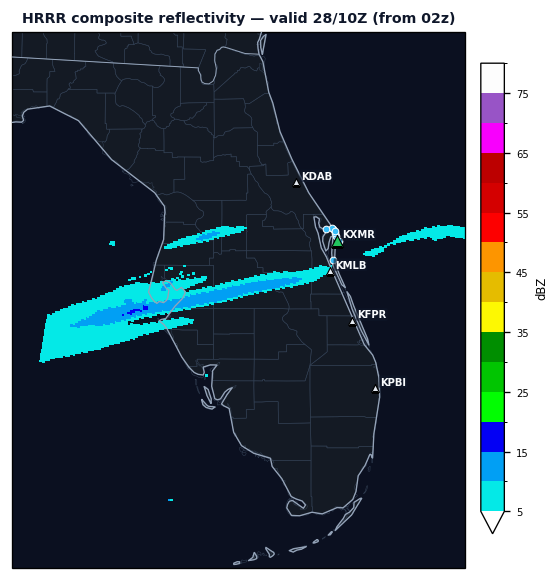 HRRR composite reflectivity — valid 28/10Z (from 02z)
KDAB
KXMR
KMLB
KFPR
KPBI
75
65
55
45
35
25
15
5
dBZ